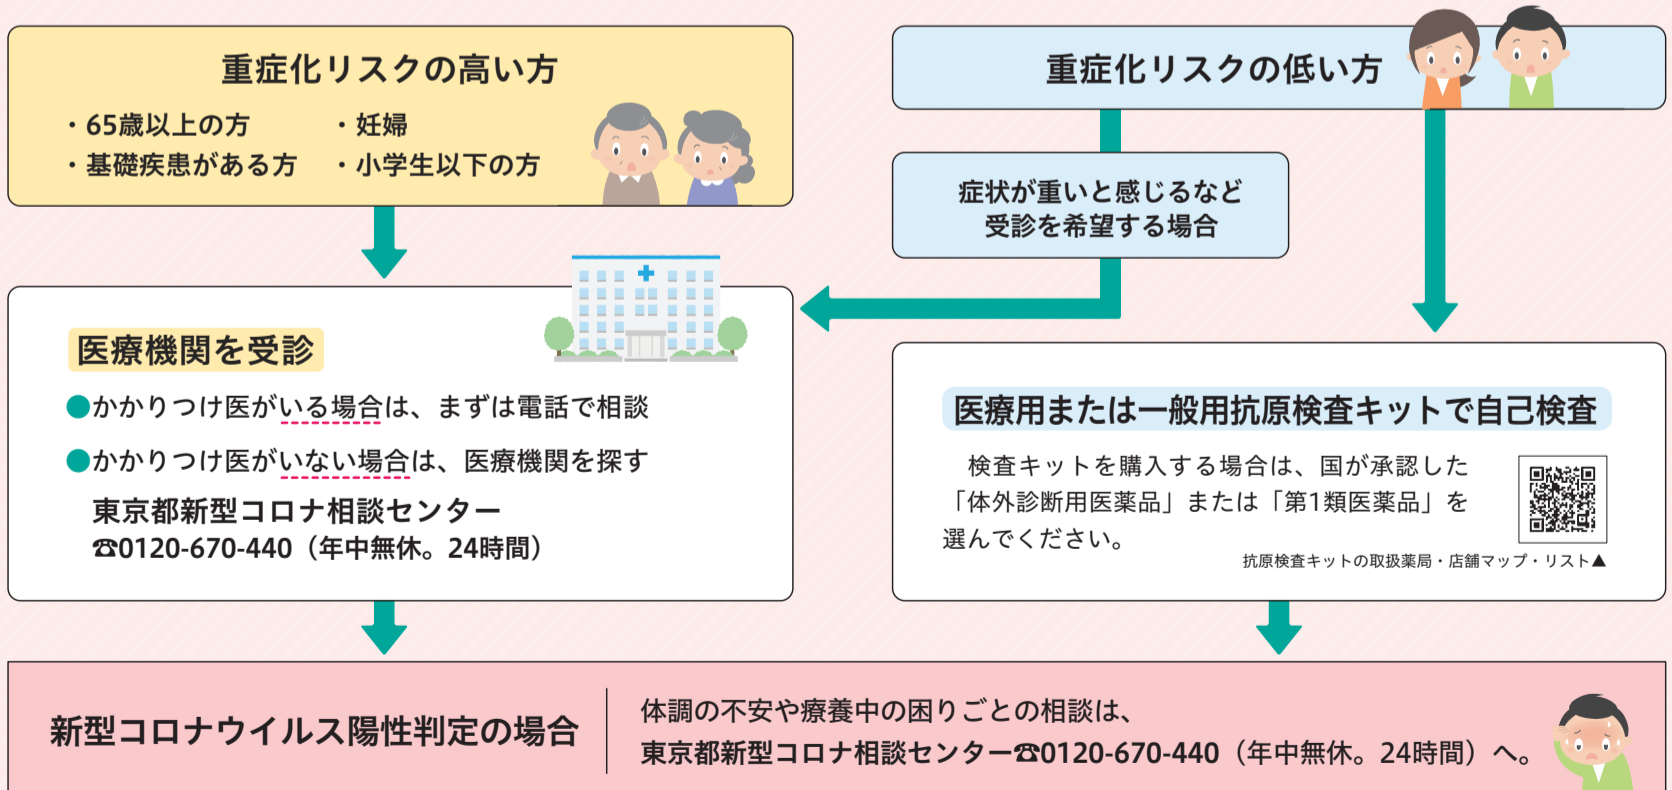 重症化リスクの高い方
・65歳以上の方　・妊婦
・基礎疾患がある方　・小学生以下の方
重症化リスクの低い方
症状が重いと感じるなど
受診を希望する場合
医療機関を受診
●かかりつけ医がいる場合は、まずは電話で相談
●かかりつけ医がいない場合は、医療機関を探す
東京都新型コロナ相談センター
☎0120-670-440（年中無休。24時間）
医療用または一般用抗原検査キットで自己検査
検査キットを購入する場合は、国が承認した
「体外診断用医薬品」または「第1類医薬品」を
選んでください。
抗原検査キットの取扱薬局・店舗マップ・リスト▲
新型コロナウイルス陽性判定の場合
体調の不安や療養中の困りごとの相談は、
東京都新型コロナ相談センター☎0120-670-440（年中無休。24時間）へ。